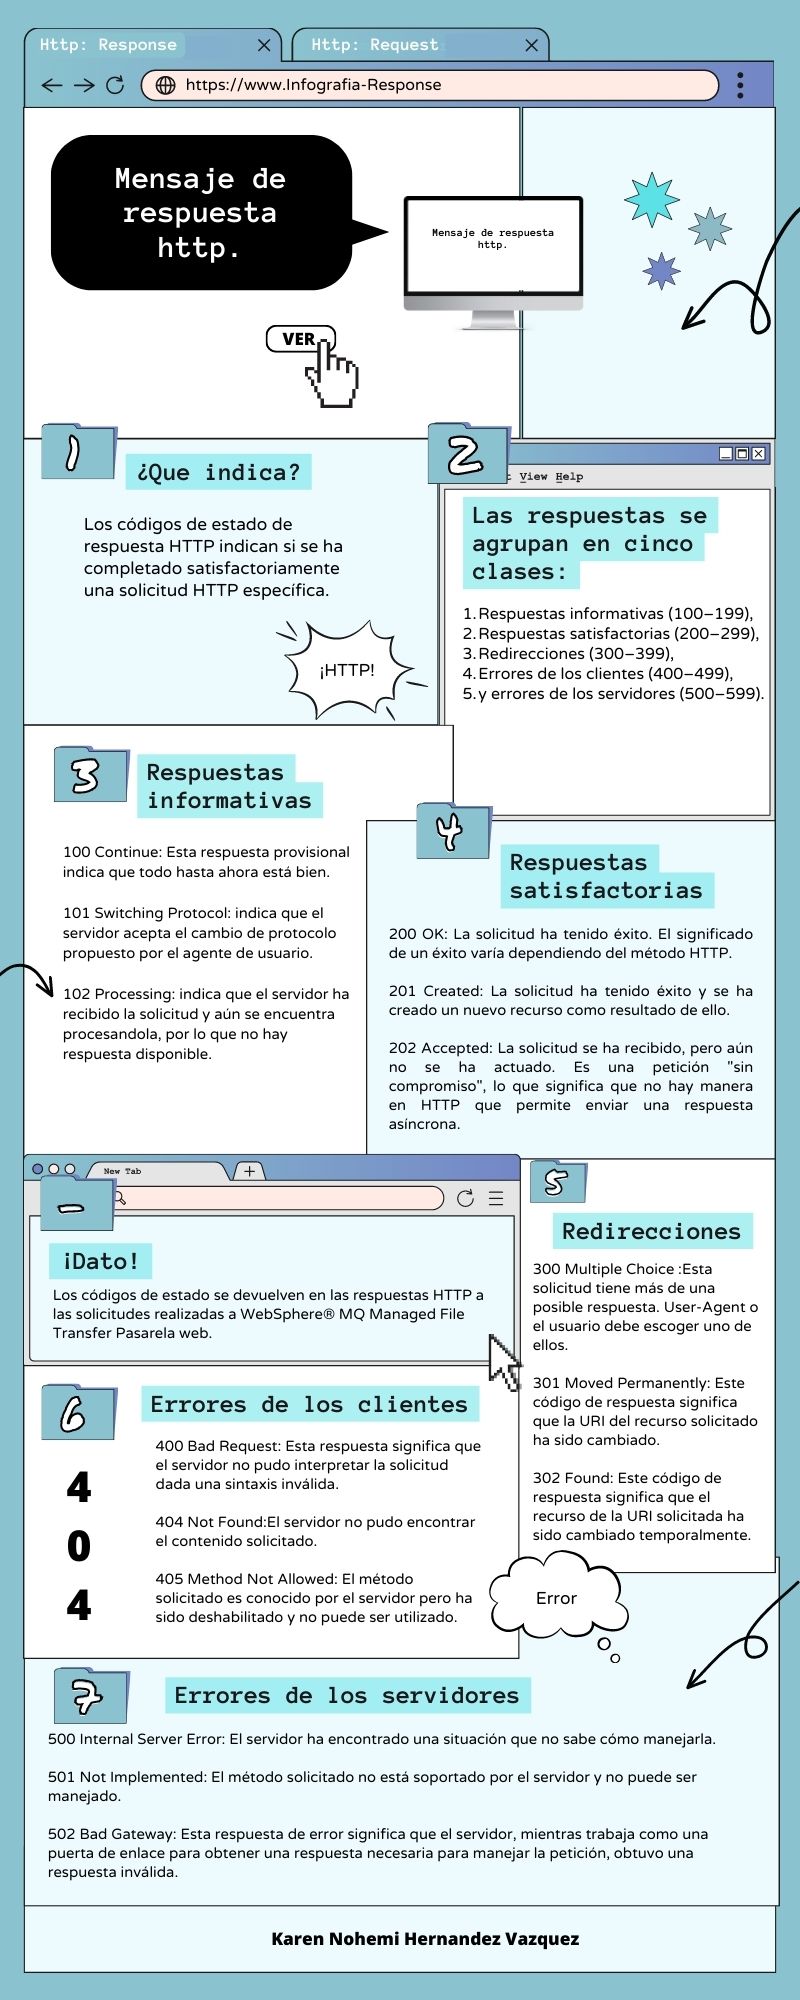 Http: Response
Http: Request
https://www.Infografia-Response
Mensaje de
respuesta
http.
Mensaje de respuesta
http.
VER
1
¿Que indica?
Los códigos de estado de
respuesta HTTP indican si se ha
completado satisfactoriamente
una solicitud HTTP específica.
¡HTTP!
2
View Help
Las respuestas se
agrupan en cinco
clases:
1. Respuestas informativas (100–199),
2. Respuestas satisfactorias (200–299),
3. Redirecciones (300–399),
4. Errores de los clientes (400–499),
5. y errores de los servidores (500–599).
3
Respuestas
informativas
100 Continue: Esta respuesta provisional
indica que todo hasta ahora está bien.
101 Switching Protocol: indica que el
servidor acepta el cambio de protocolo
propuesto por el agente de usuario.
102 Processing: indica que el servidor ha
recibido la solicitud y aún se encuentra
procesandola, por lo que no hay
respuesta disponible.
4
Respuestas
satisfactorias
200 OK: La solicitud ha tenido éxito. El significado
de un éxito varía dependiendo del método HTTP.
201 Created: La solicitud ha tenido éxito y se ha
creado un nuevo recurso como resultado de ello.
202 Accepted: La solicitud se ha recibido, pero aún
no se ha actuado. Es una petición "sin
compromiso", lo que significa que no hay manera
en HTTP que permite enviar una respuesta
asíncrona.
New Tab
¡Dato!
Los códigos de estado se devuelven en las respuestas HTTP a
las solicitudes realizadas a WebSphere® MQ Managed File
Transfer Pasarela web.
5
Redirecciones
300 Multiple Choice :Esta
solicitud tiene más de una
posible respuesta. User-Agent o
el usuario debe escoger uno de
ellos.
301 Moved Permanently: Este
código de respuesta significa
que la URI del recurso solicitado
ha sido cambiado.
302 Found: Este código de
respuesta significa que el
recurso de la URI solicitada ha
sido cambiado temporalmente.
6
Errores de los clientes
4
0
4
400 Bad Request: Esta respuesta significa que
el servidor no pudo interpretar la solicitud
dada una sintaxis inválida.
404 Not Found:El servidor no pudo encontrar
el contenido solicitado.
405 Method Not Allowed: El método
solicitado es conocido por el servidor pero ha
sido deshabilitado y no puede ser utilizado.
Error
7
Errores de los servidores
500 Internal Server Error: El servidor ha encontrado una situación que no sabe cómo manejarla.
501 Not Implemented: El método solicitado no está soportado por el servidor y no puede ser
manejado.
502 Bad Gateway: Esta respuesta de error significa que el servidor, mientras trabaja como una
puerta de enlace para obtener una respuesta necesaria para manejar la petición, obtuvo una
respuesta inválida.
Karen Nohemi Hernandez Vazquez